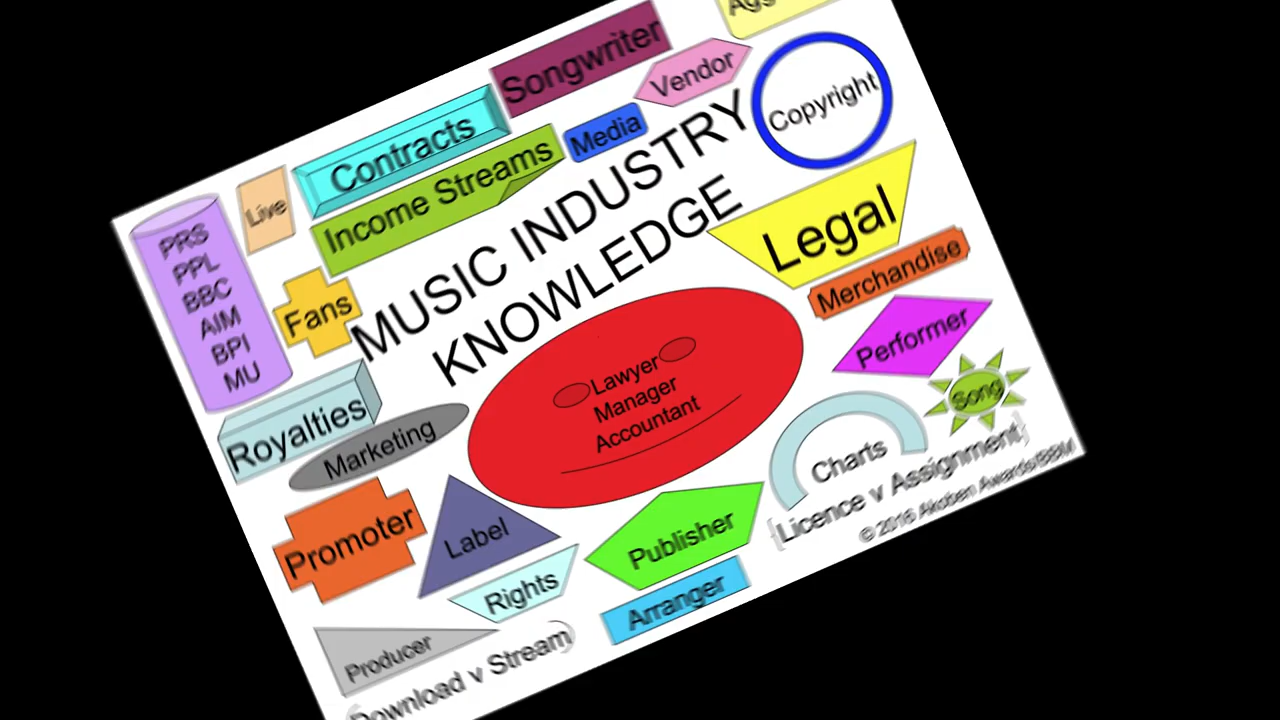 Songwriter
Vendor
Copyright
Contracts
Media
Income Streams
Live
PRS
PPL
BBC
AIM
BPI
MU
Fans
MUSIC INDUSTRY
KNOWLEDGE
Legal
Merchandise
Performer
Song
Lawyer
Manager
Accountant
Royalties
Marketing
Charts
Licence v Assignment
© 2016 Akoben Awards/BBM
Promoter
Label
Publisher
Rights
Arranger
Producer
Download v Stream